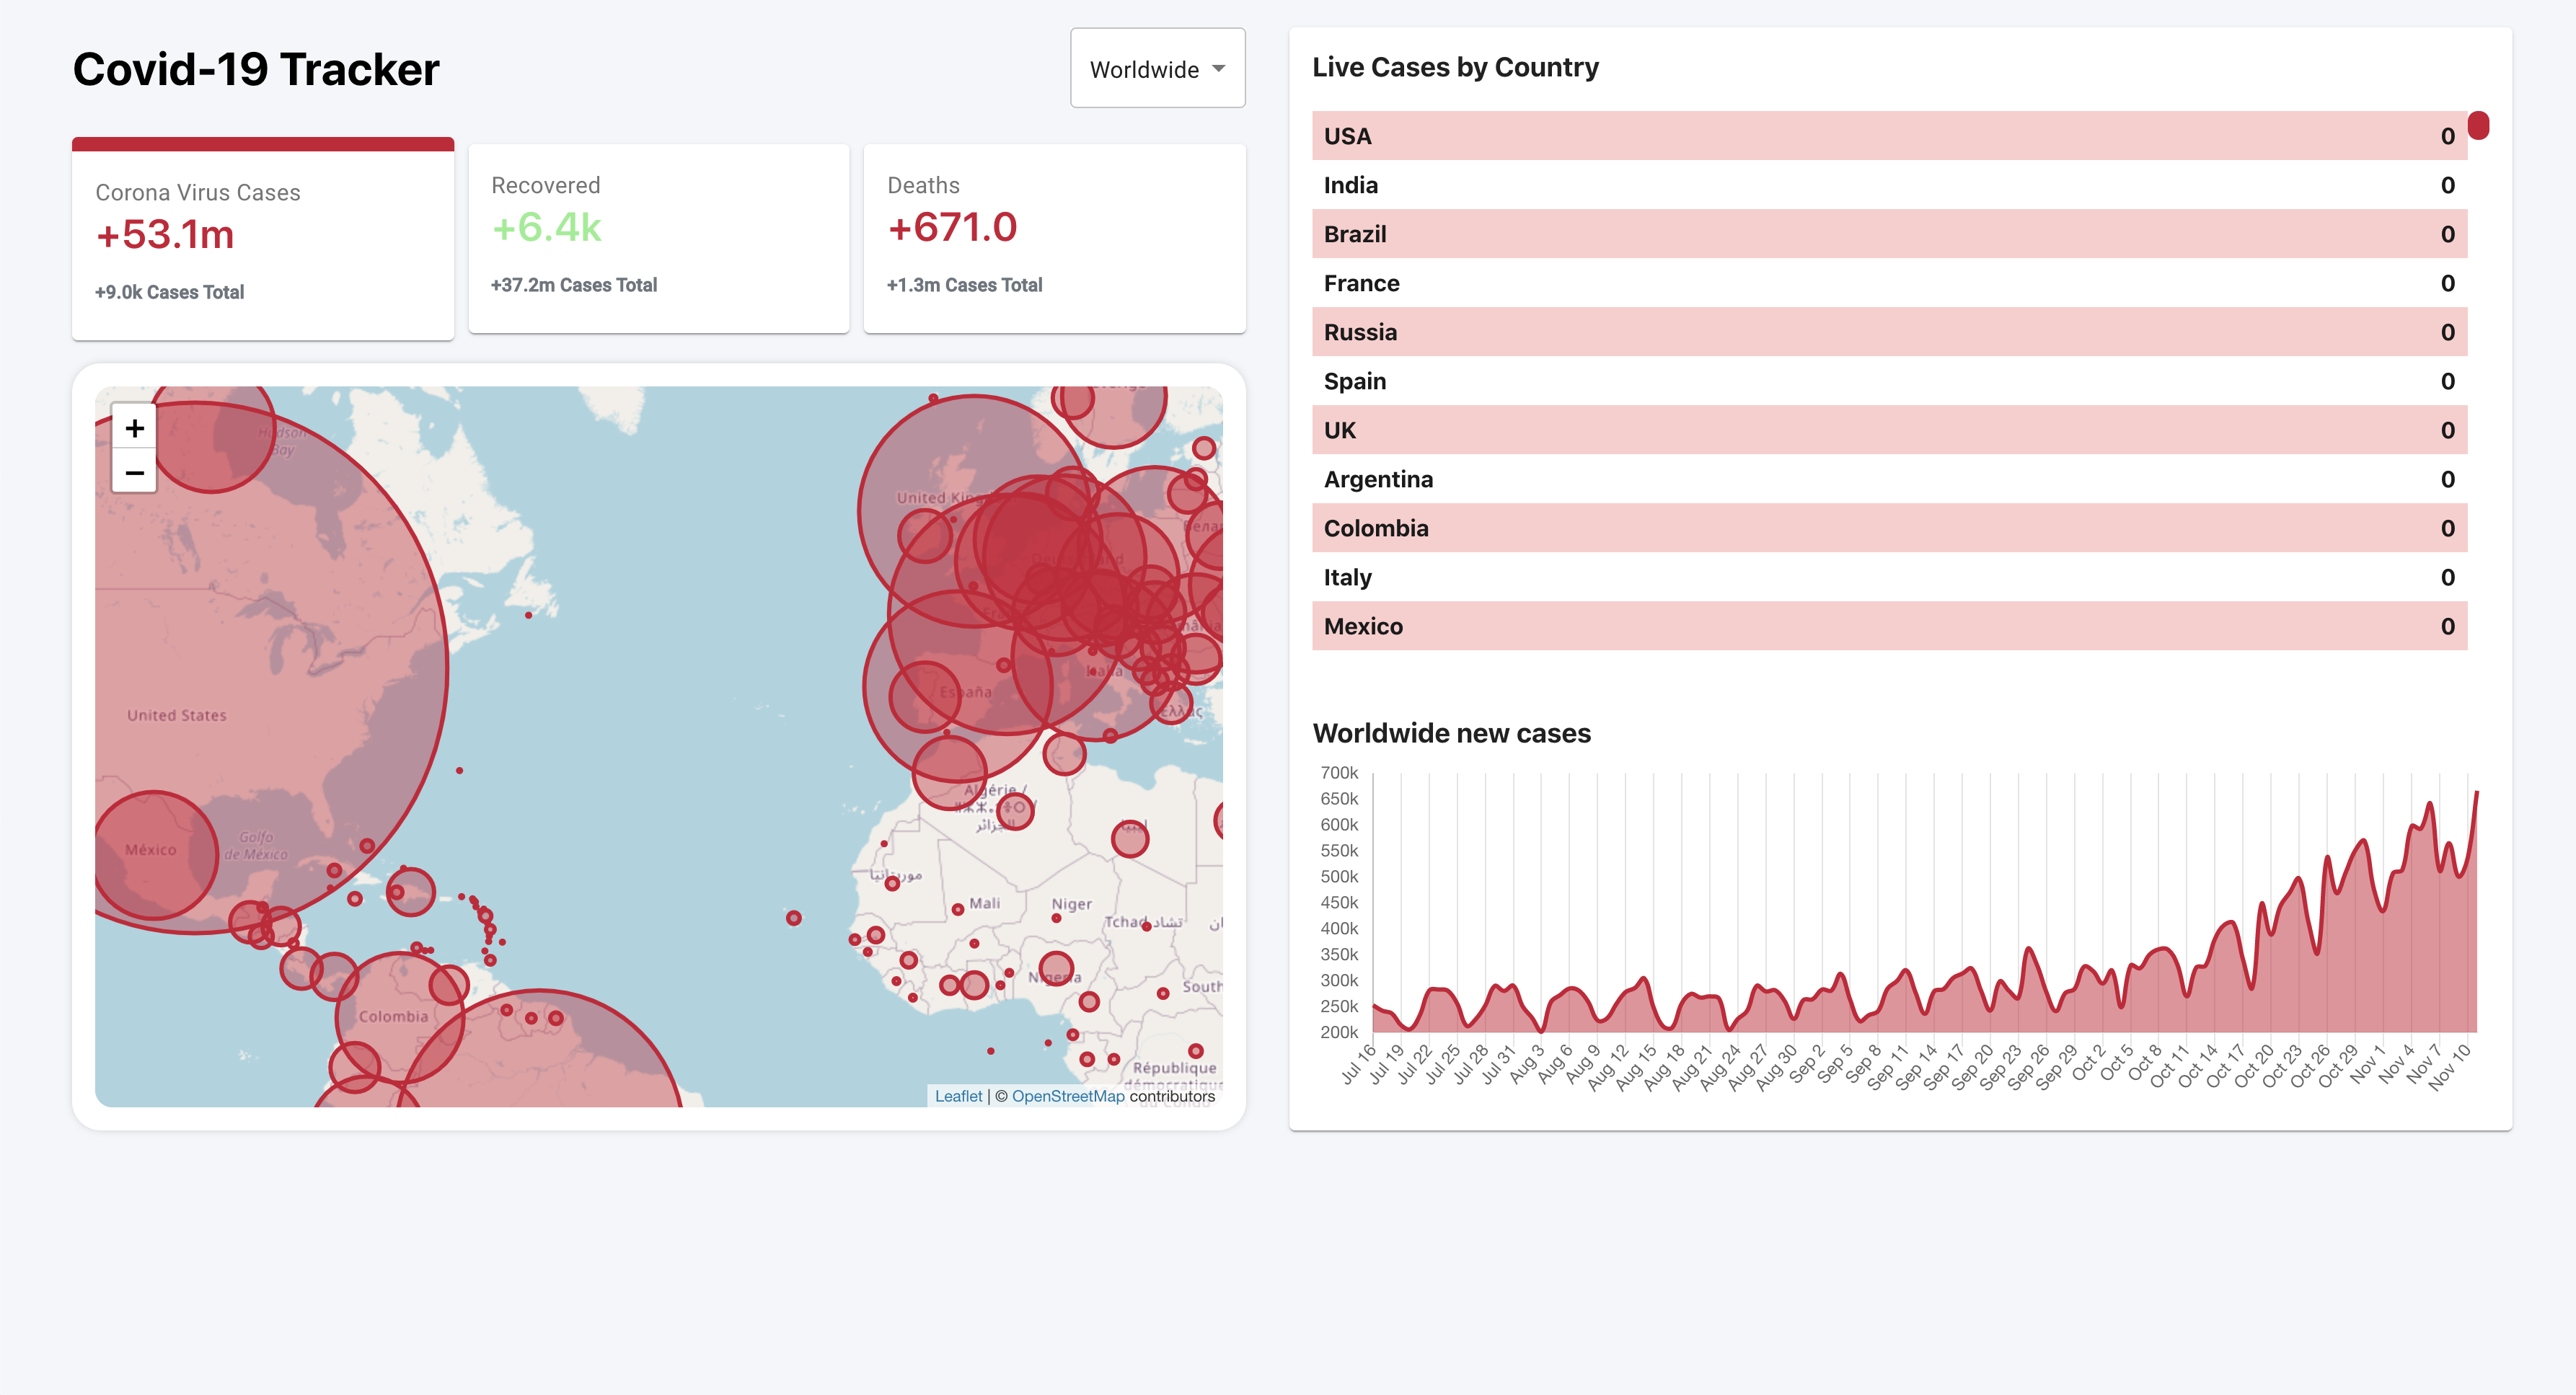 Covid-19 Tracker
Worldwide
Corona Virus Cases
+53.1m
+9.0k Cases Total
Recovered
+6.4k
+37.2m Cases Total
Deaths
+671.0
+1.3m Cases Total
+
−
Hudson
Bay
United States
México
Golfo
de México
Colombia
España
Italia
Ελλάς
Algérie /
الجزائر
موريتانيا
Mali
Niger
Tchad تشاد
Nigeria
South
République
démocratique
du Congo
Leaflet | © OpenStreetMap contributors
Live Cases by Country
USA 0
India 0
Brazil 0
France 0
Russia 0
Spain 0
UK 0
Argentina 0
Colombia 0
Italy 0
Mexico 0
Worldwide new cases
700k
650k
600k
550k
500k
450k
400k
350k
300k
250k
200k
Jul 16 Jul 19 Jul 22 Jul 25 Jul 28 Jul 31 Aug 3 Aug 6 Aug 9 Aug 12 Aug 15 Aug 18 Aug 21 Aug 24 Aug 27 Aug 30 Sep 2 Sep 5 Sep 8 Sep 11 Sep 14 Sep 17 Sep 20 Sep 23 Sep 26 Sep 29 Oct 2 Oct 5 Oct 8 Oct 11 Oct 14 Oct 17 Oct 20 Oct 23 Oct 26 Oct 29 Nov 1 Nov 4 Nov 7 Nov 10